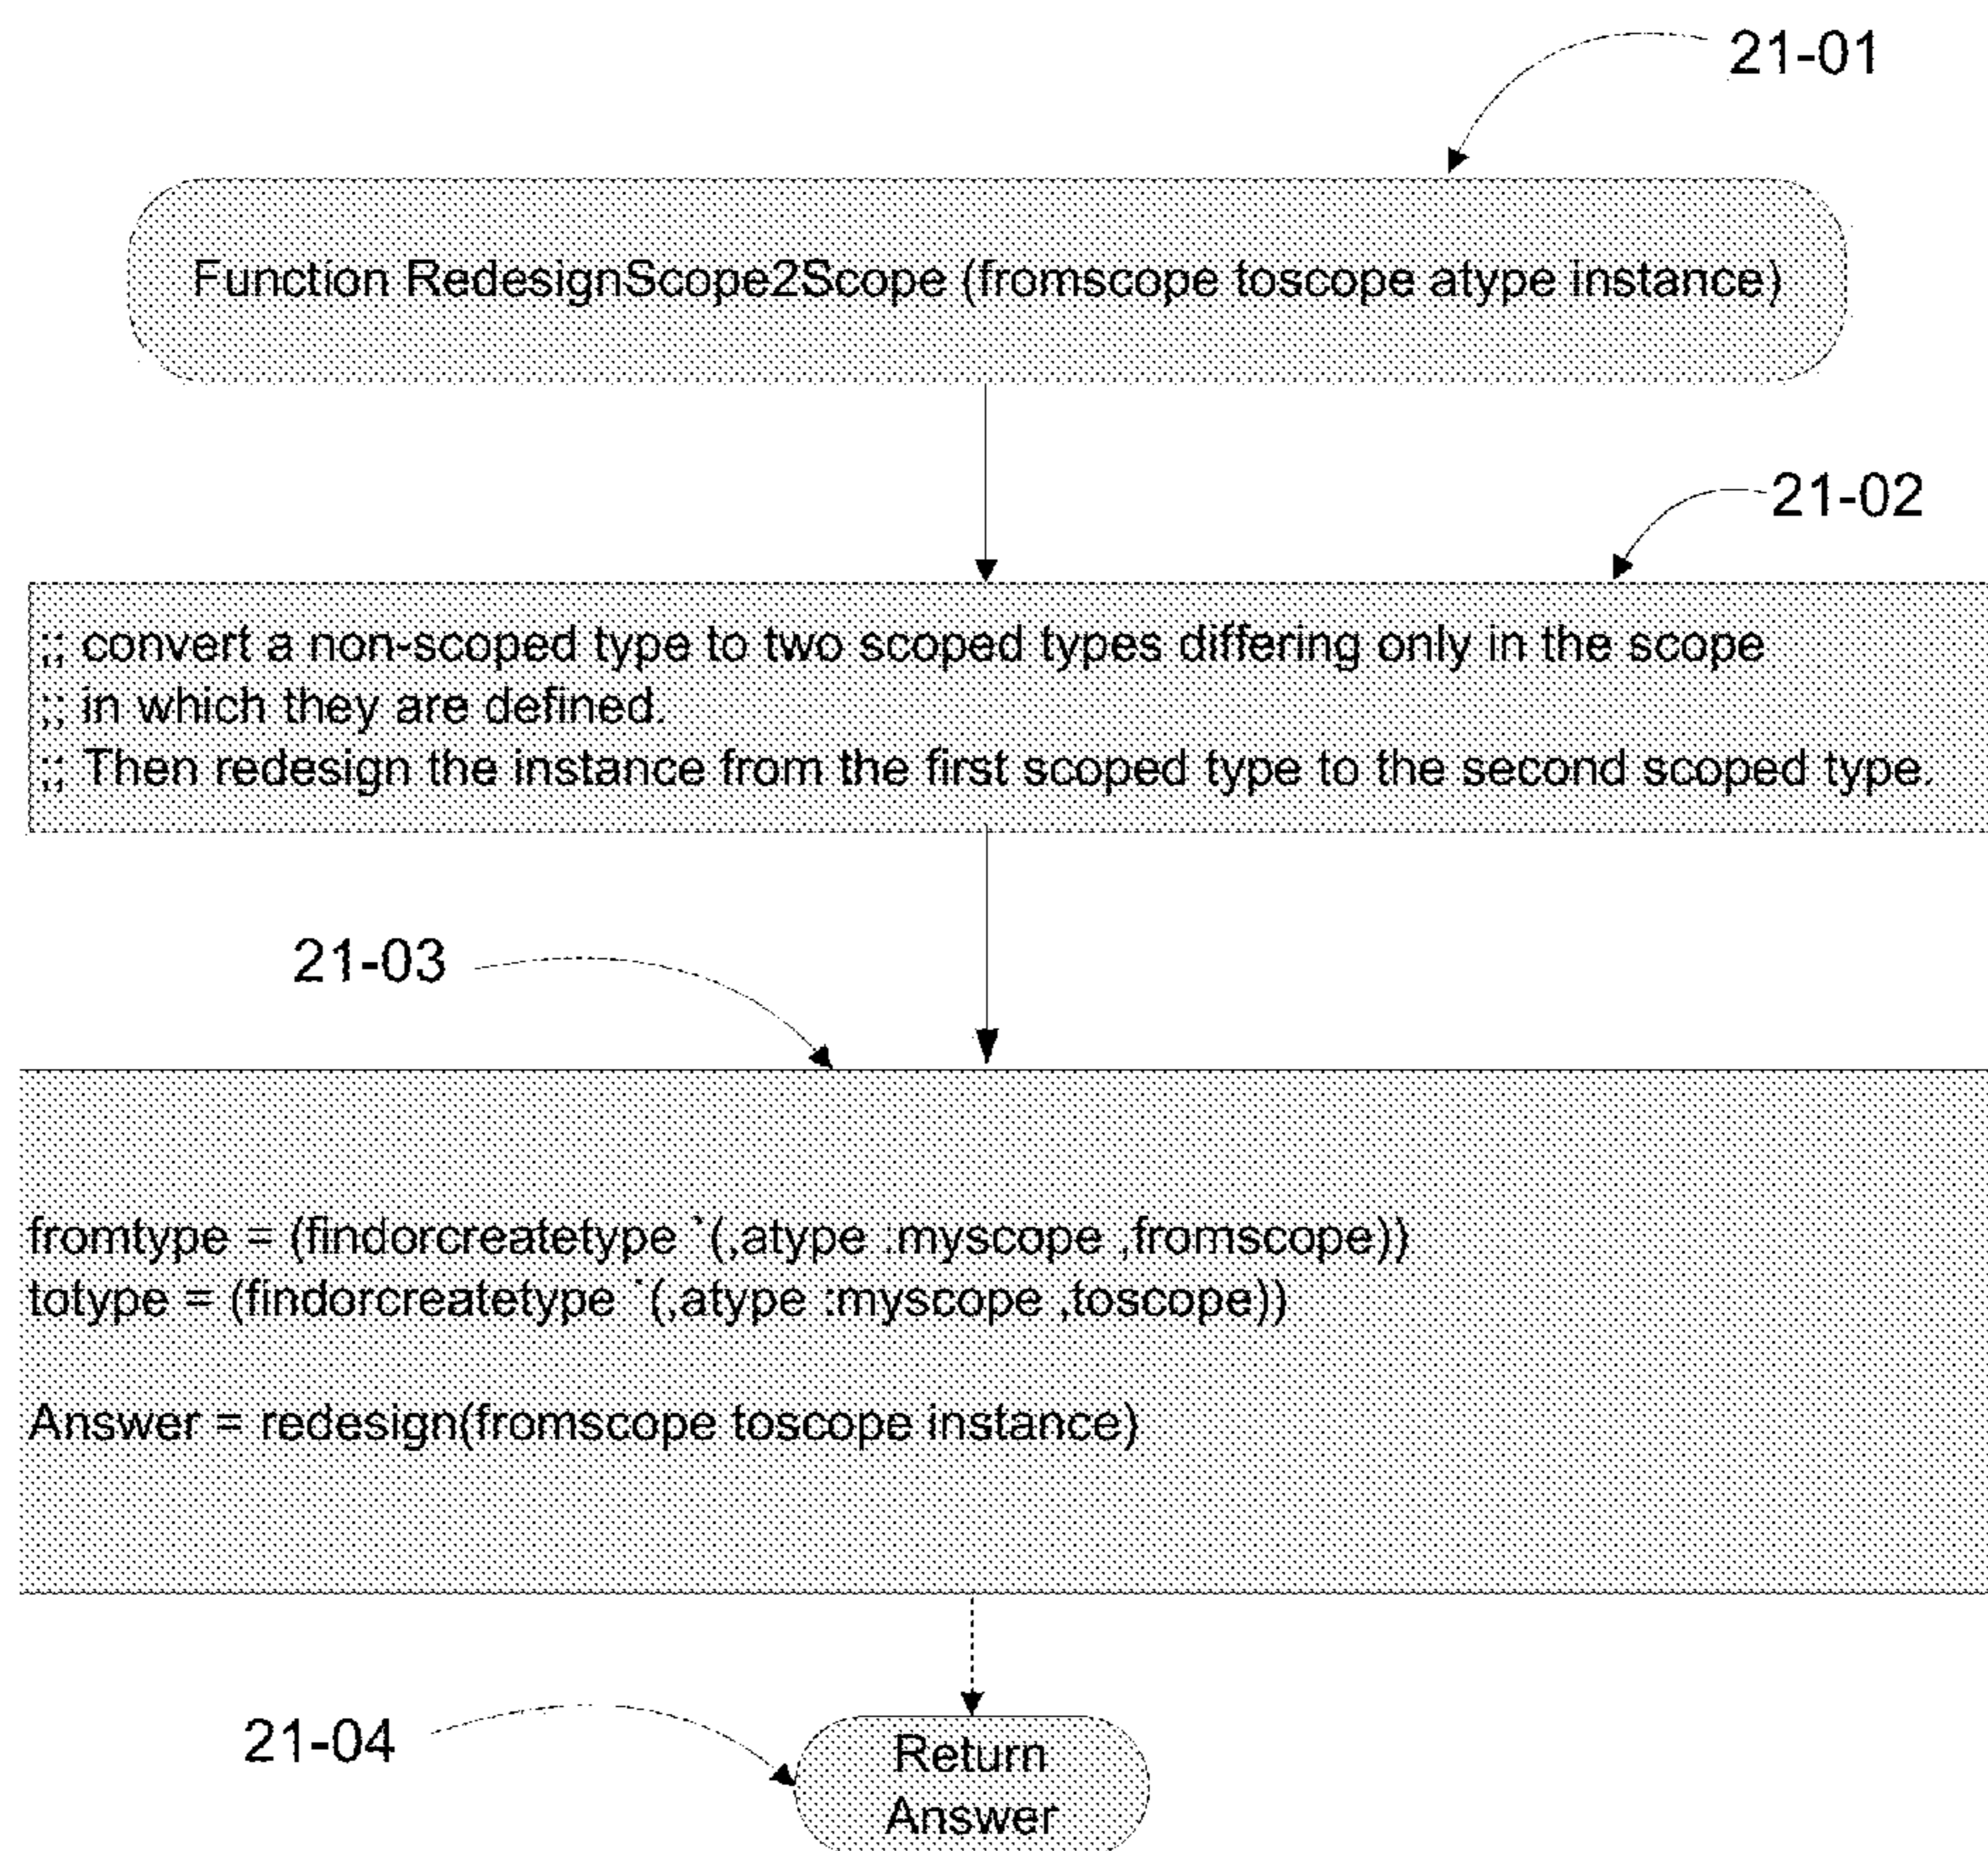 21-01
Function RedesignScope2Scope (fromscope toscope atype instance)
21-02
;; convert a non-scoped type to two scoped types differing only in the scope
;; in which they are defined.
;; Then redesign the instance from the first scoped type to the second scoped type.
21-03
fromtype = (findorcreatetype `(,atype :myscope ,fromscope))
totype = (findorcreatetype `(,atype :myscope ,toscope))
Answer = redesign(fromscope toscope instance)
21-04
Return
Answer